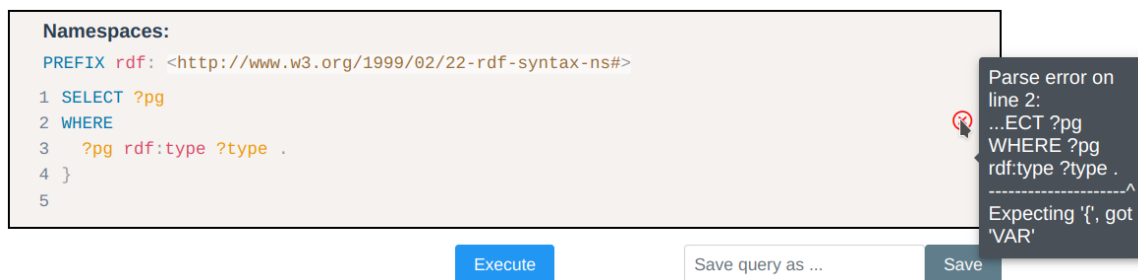 Namespaces:
PREFIX rdf: <http://www.w3.org/1999/02/22-rdf-syntax-ns#>
1 SELECT ?pg
2 WHERE
3 ?pg rdf:type ?type .
4 }
5
Parse error on
line 2:
...ECT ?pg
WHERE ?pg
rdf:type ?type .
---------------------^
Expecting '{', got
'VAR'
Execute
Save query as ...
Save